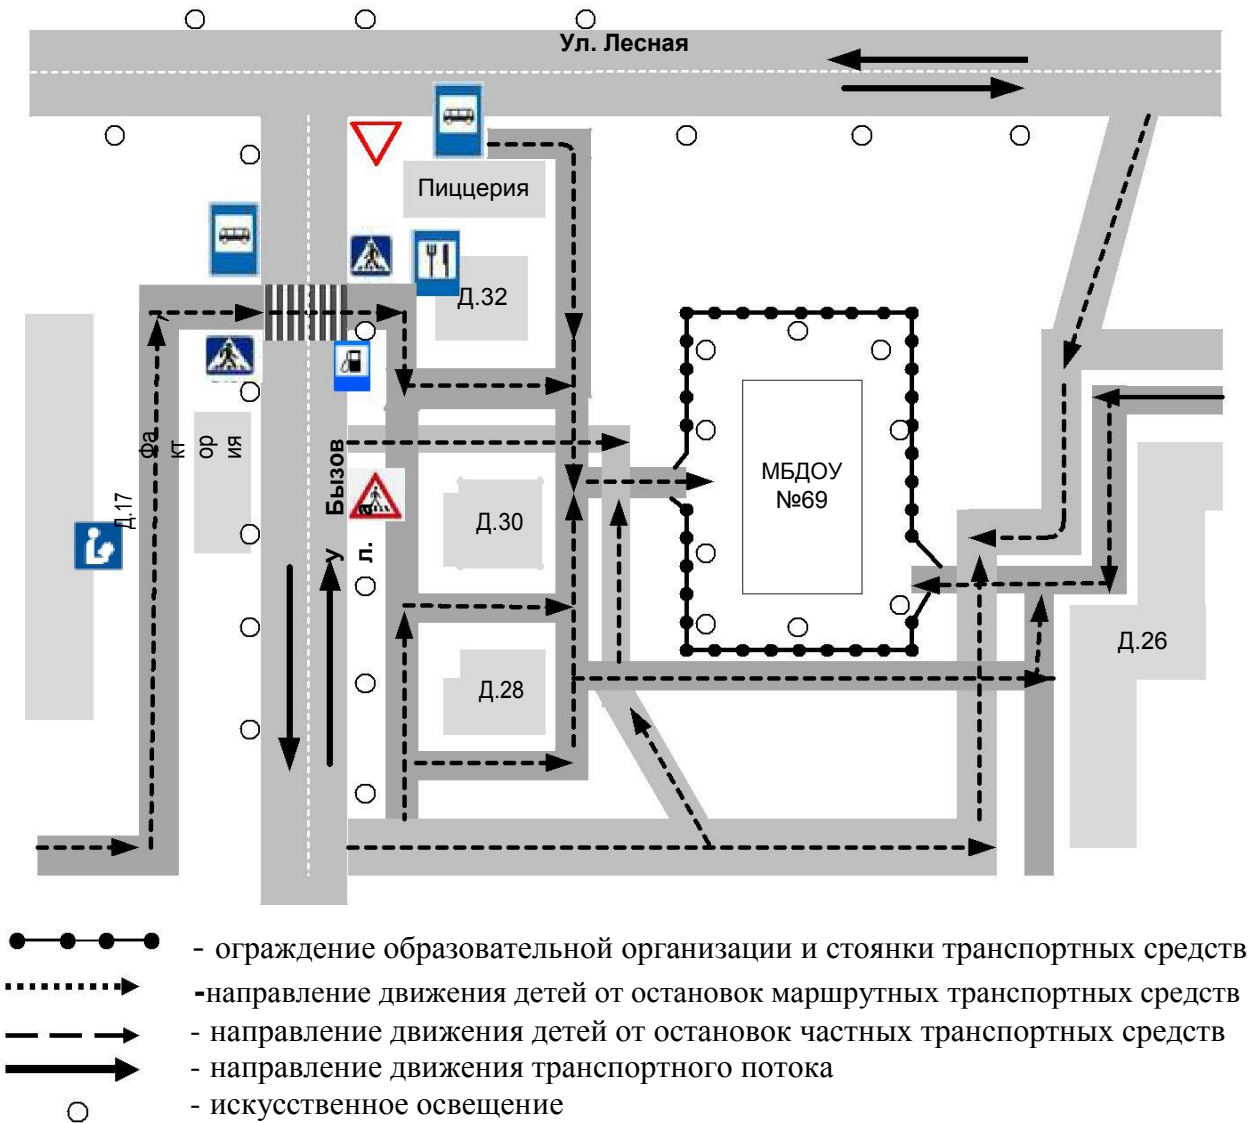 Ул. Лесная
Пиццерия
Д.32
Фа
кт
ор
ия
Д.17
У
л.
Бызов
а
Д.30
Д.28
МБДОУ
№69
Д.26
- ограждение образовательной организации и стоянки транспортных средств
-направление движения детей от остановок маршрутных транспортных средств
- направление движения детей от остановок частных транспортных средств
- направление движения транспортного потока
- искусственное освещение